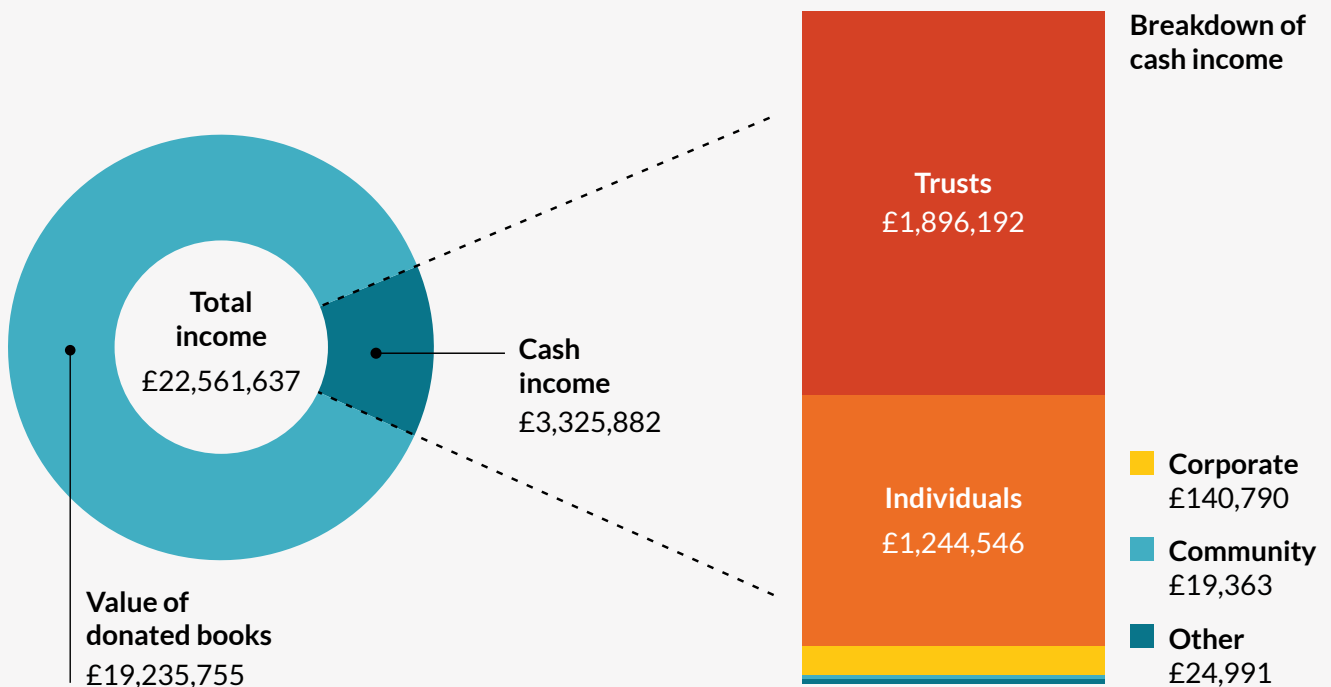 Total
income
£22,561,637
Cash
income
£3,325,882
Value of
donated books
£19,235,755
Breakdown of
cash income
Trusts
£1,896,192
Individuals
£1,244,546
Corporate
£140,790
Community
£19,363
Other
£24,991